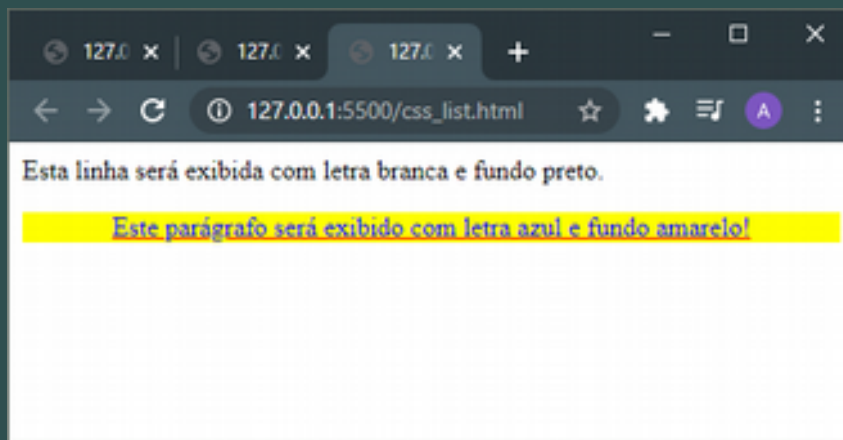 127.0
127.0
127.0
127.0.0.1:5500/css_list.html
A
Esta linha será exibida com letra branca e fundo preto.
Este parágrafo será exibido com letra azul e fundo amarelo!